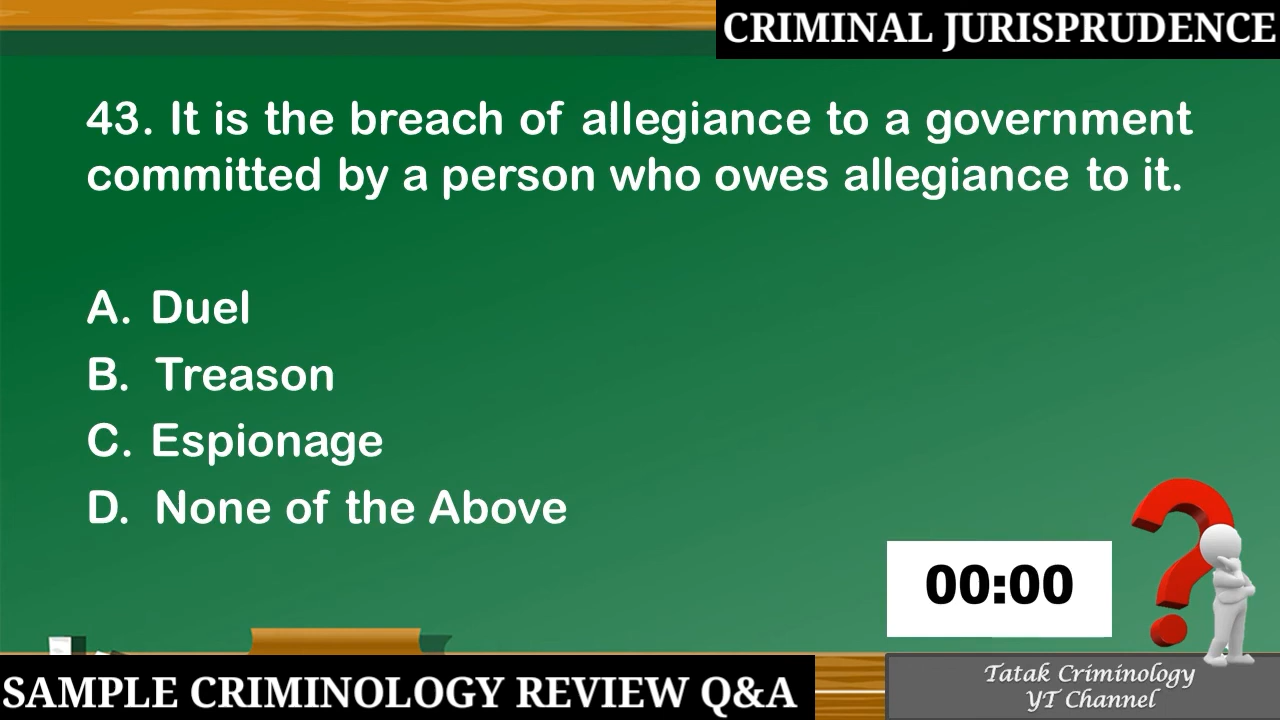 CRIMINAL JURISPRUDENCE
43. It is the breach of allegiance to a government
committed by a person who owes allegiance to it.
A. Duel
B. Treason
C. Espionage
D. None of the Above
00:00
SAMPLE CRIMINOLOGY REVIEW Q&A
Tatak Criminology
YT Channel